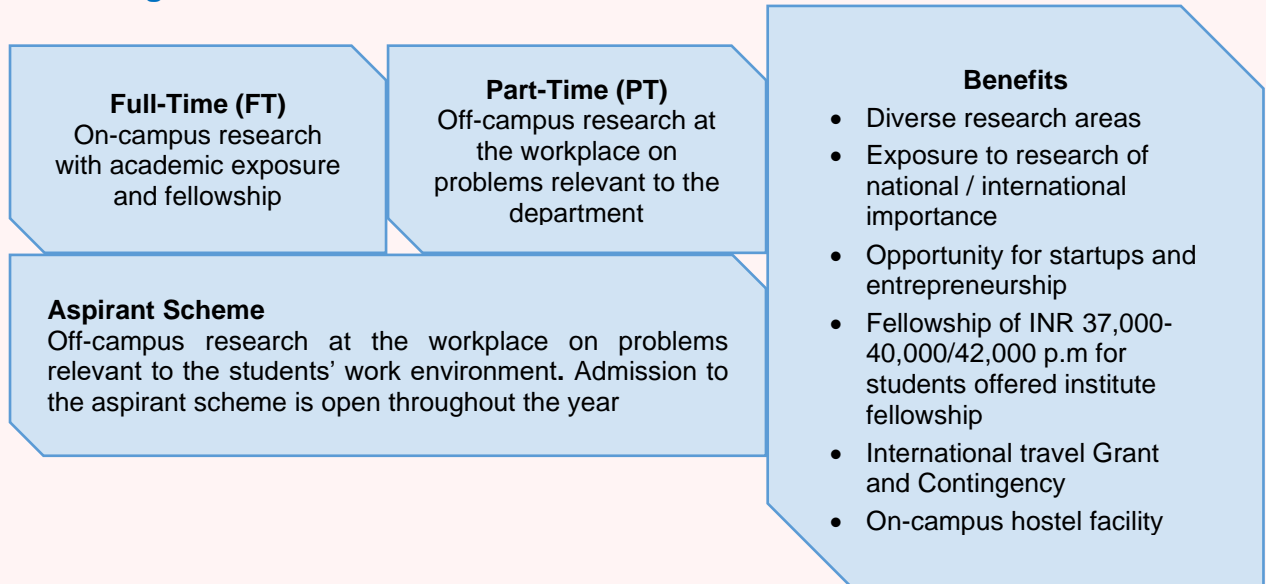 Full-Time (FT)
On-campus research
with academic exposure
and fellowship
Part-Time (PT)
Off-campus research at
the workplace on
problems relevant to the
department
Aspirant Scheme
Off-campus research at the workplace on problems
relevant to the students’ work environment. Admission to
the aspirant scheme is open throughout the year
Benefits
• Diverse research areas
• Exposure to research of
national / international
importance
• Opportunity for startups and
entrepreneurship
• Fellowship of INR 37,000-
40,000/42,000 p.m for
students offered institute
fellowship
• International travel Grant
and Contingency
• On-campus hostel facility